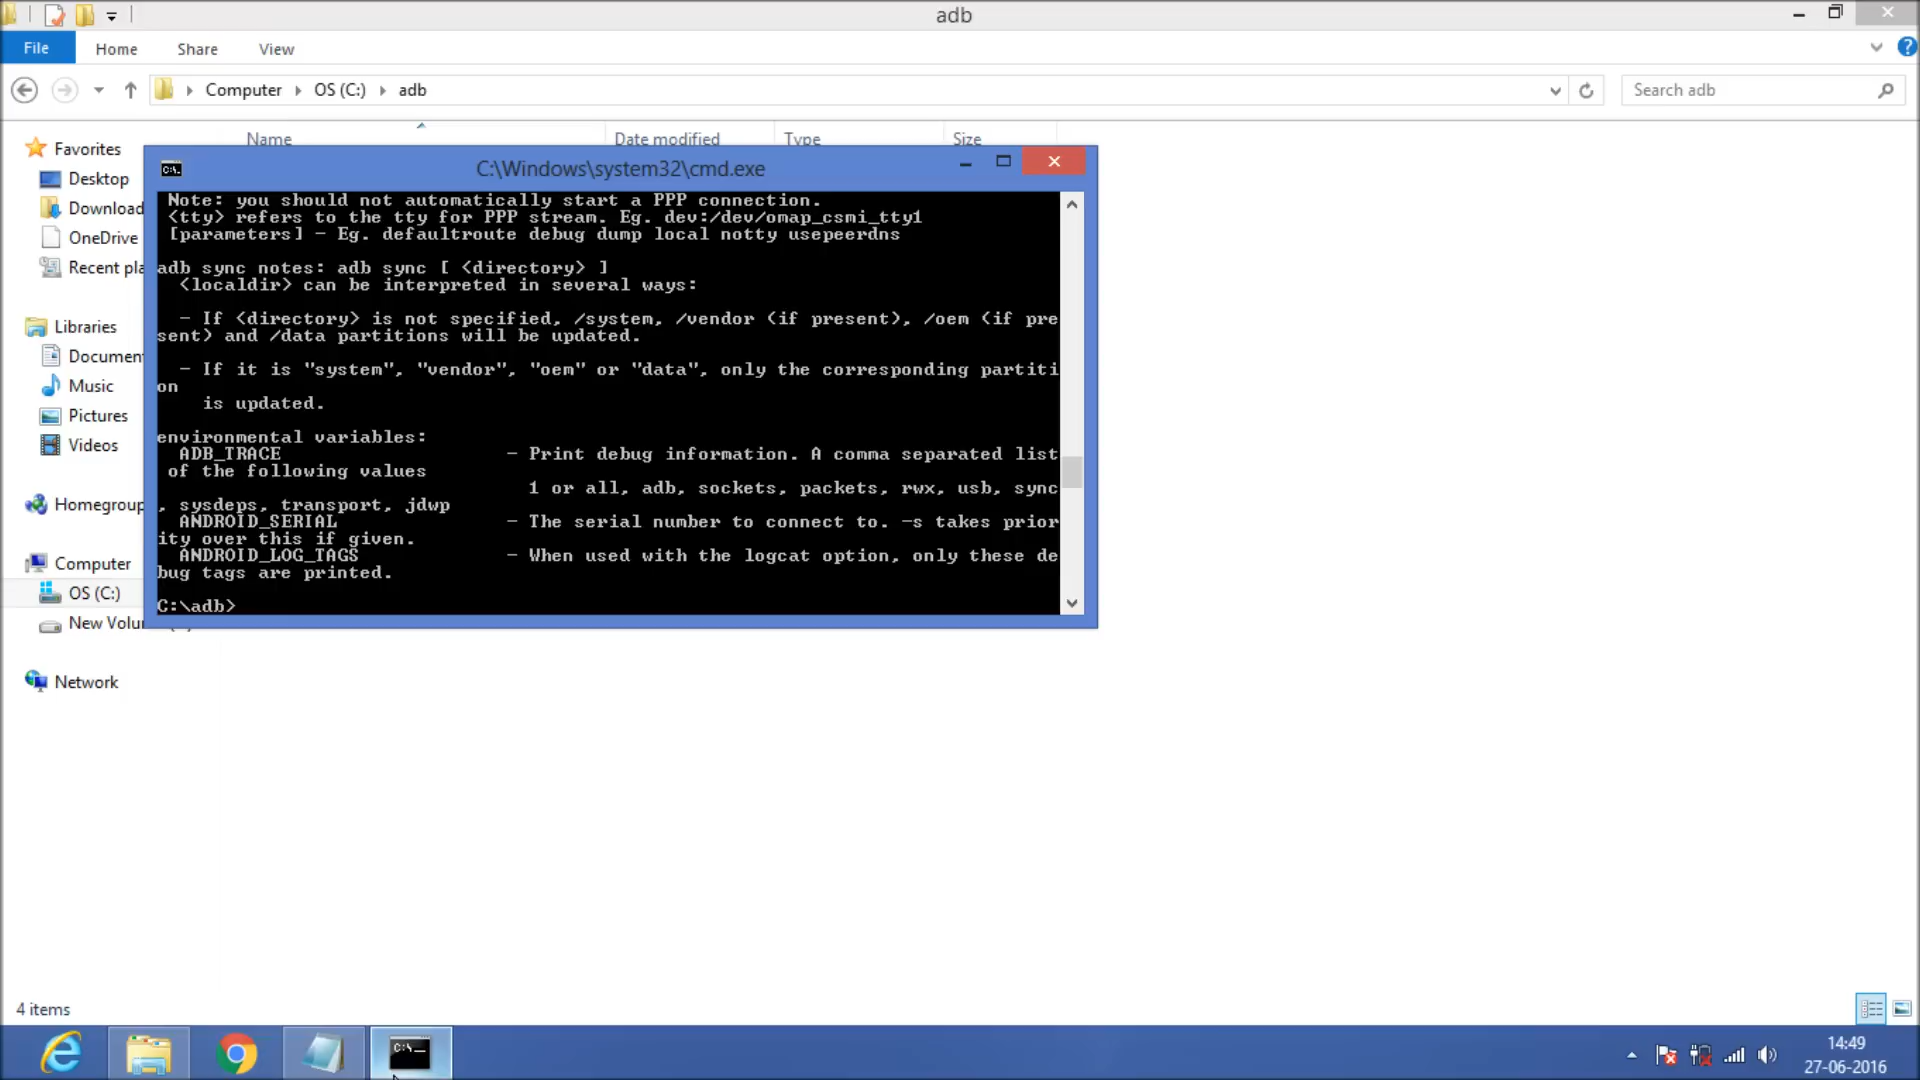 adb
File Home Share View
Computer OS (C:) adb
Search adb
Name Date modified Type Size
Favorites
Desktop
Download
OneDrive
Recent pla
Libraries
Documen
Music
Pictures
Videos
Homegroup
Computer
OS (C:)
New Volu
Network
C:\Windows\system32\cmd.exe
Note: you should not automatically start a PPP connection.
<tty> refers to the tty for PPP stream. Eg. dev:/dev/omap_csmi_tty1
[parameters] - Eg. defaultroute debug dump local notty usepeerdns
adb sync notes: adb sync [ <directory> ]
<localdir> can be interpreted in several ways:
- If <directory> is not specified, /system, /vendor (if present), /oem (if pre
sent) and /data partitions will be updated.
- If it is "system", "vendor", "oem" or "data", only the corresponding partiti
on
is updated.
environmental variables:
ADB_TRACE - Print debug information. A comma separated list
of the following values
1 or all, adb, sockets, packets, rwx, usb, sync
, sysdeps, transport, jdwp
ANDROID_SERIAL - The serial number to connect to. -s takes prior
ity over this if given.
ANDROID_LOG_TAGS - When used with the logcat option, only these de
bug tags are printed.
C:\adb>
4 items
14:49
27-06-2016